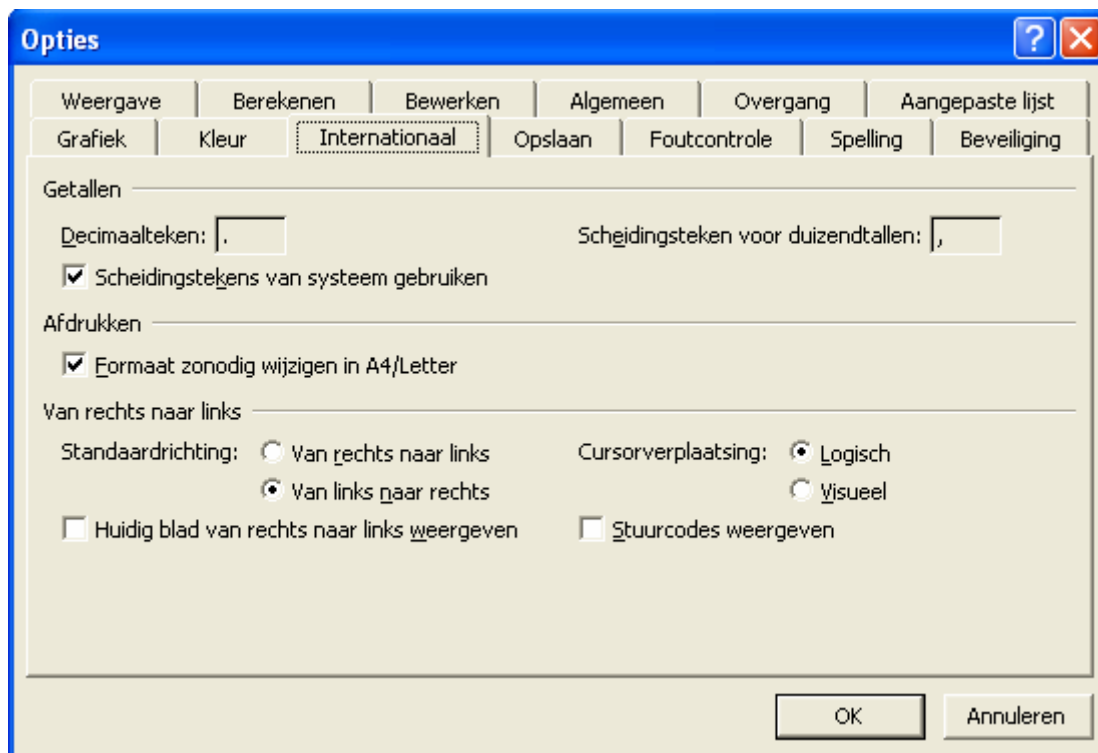 Opties
Weergave Berekenen Bewerken Algemeen Overgang Aangepaste lijst
Grafiek Kleur Internationaal Opslaan Foutcontrole Spelling Beveiliging
Getallen
Decimaalteken: . Scheidingsteken voor duizendtallen: ,
Scheidingstekens van systeem gebruiken
Afdrukken
Formaat zonodig wijzigen in A4/Letter
Van rechts naar links
Standaardrichting: Van rechts naar links Cursorverplaatsing: Logisch
Van links naar rechts Visueel
Huidig blad van rechts naar links weergeven Stuurcodes weergeven
OK Annuleren